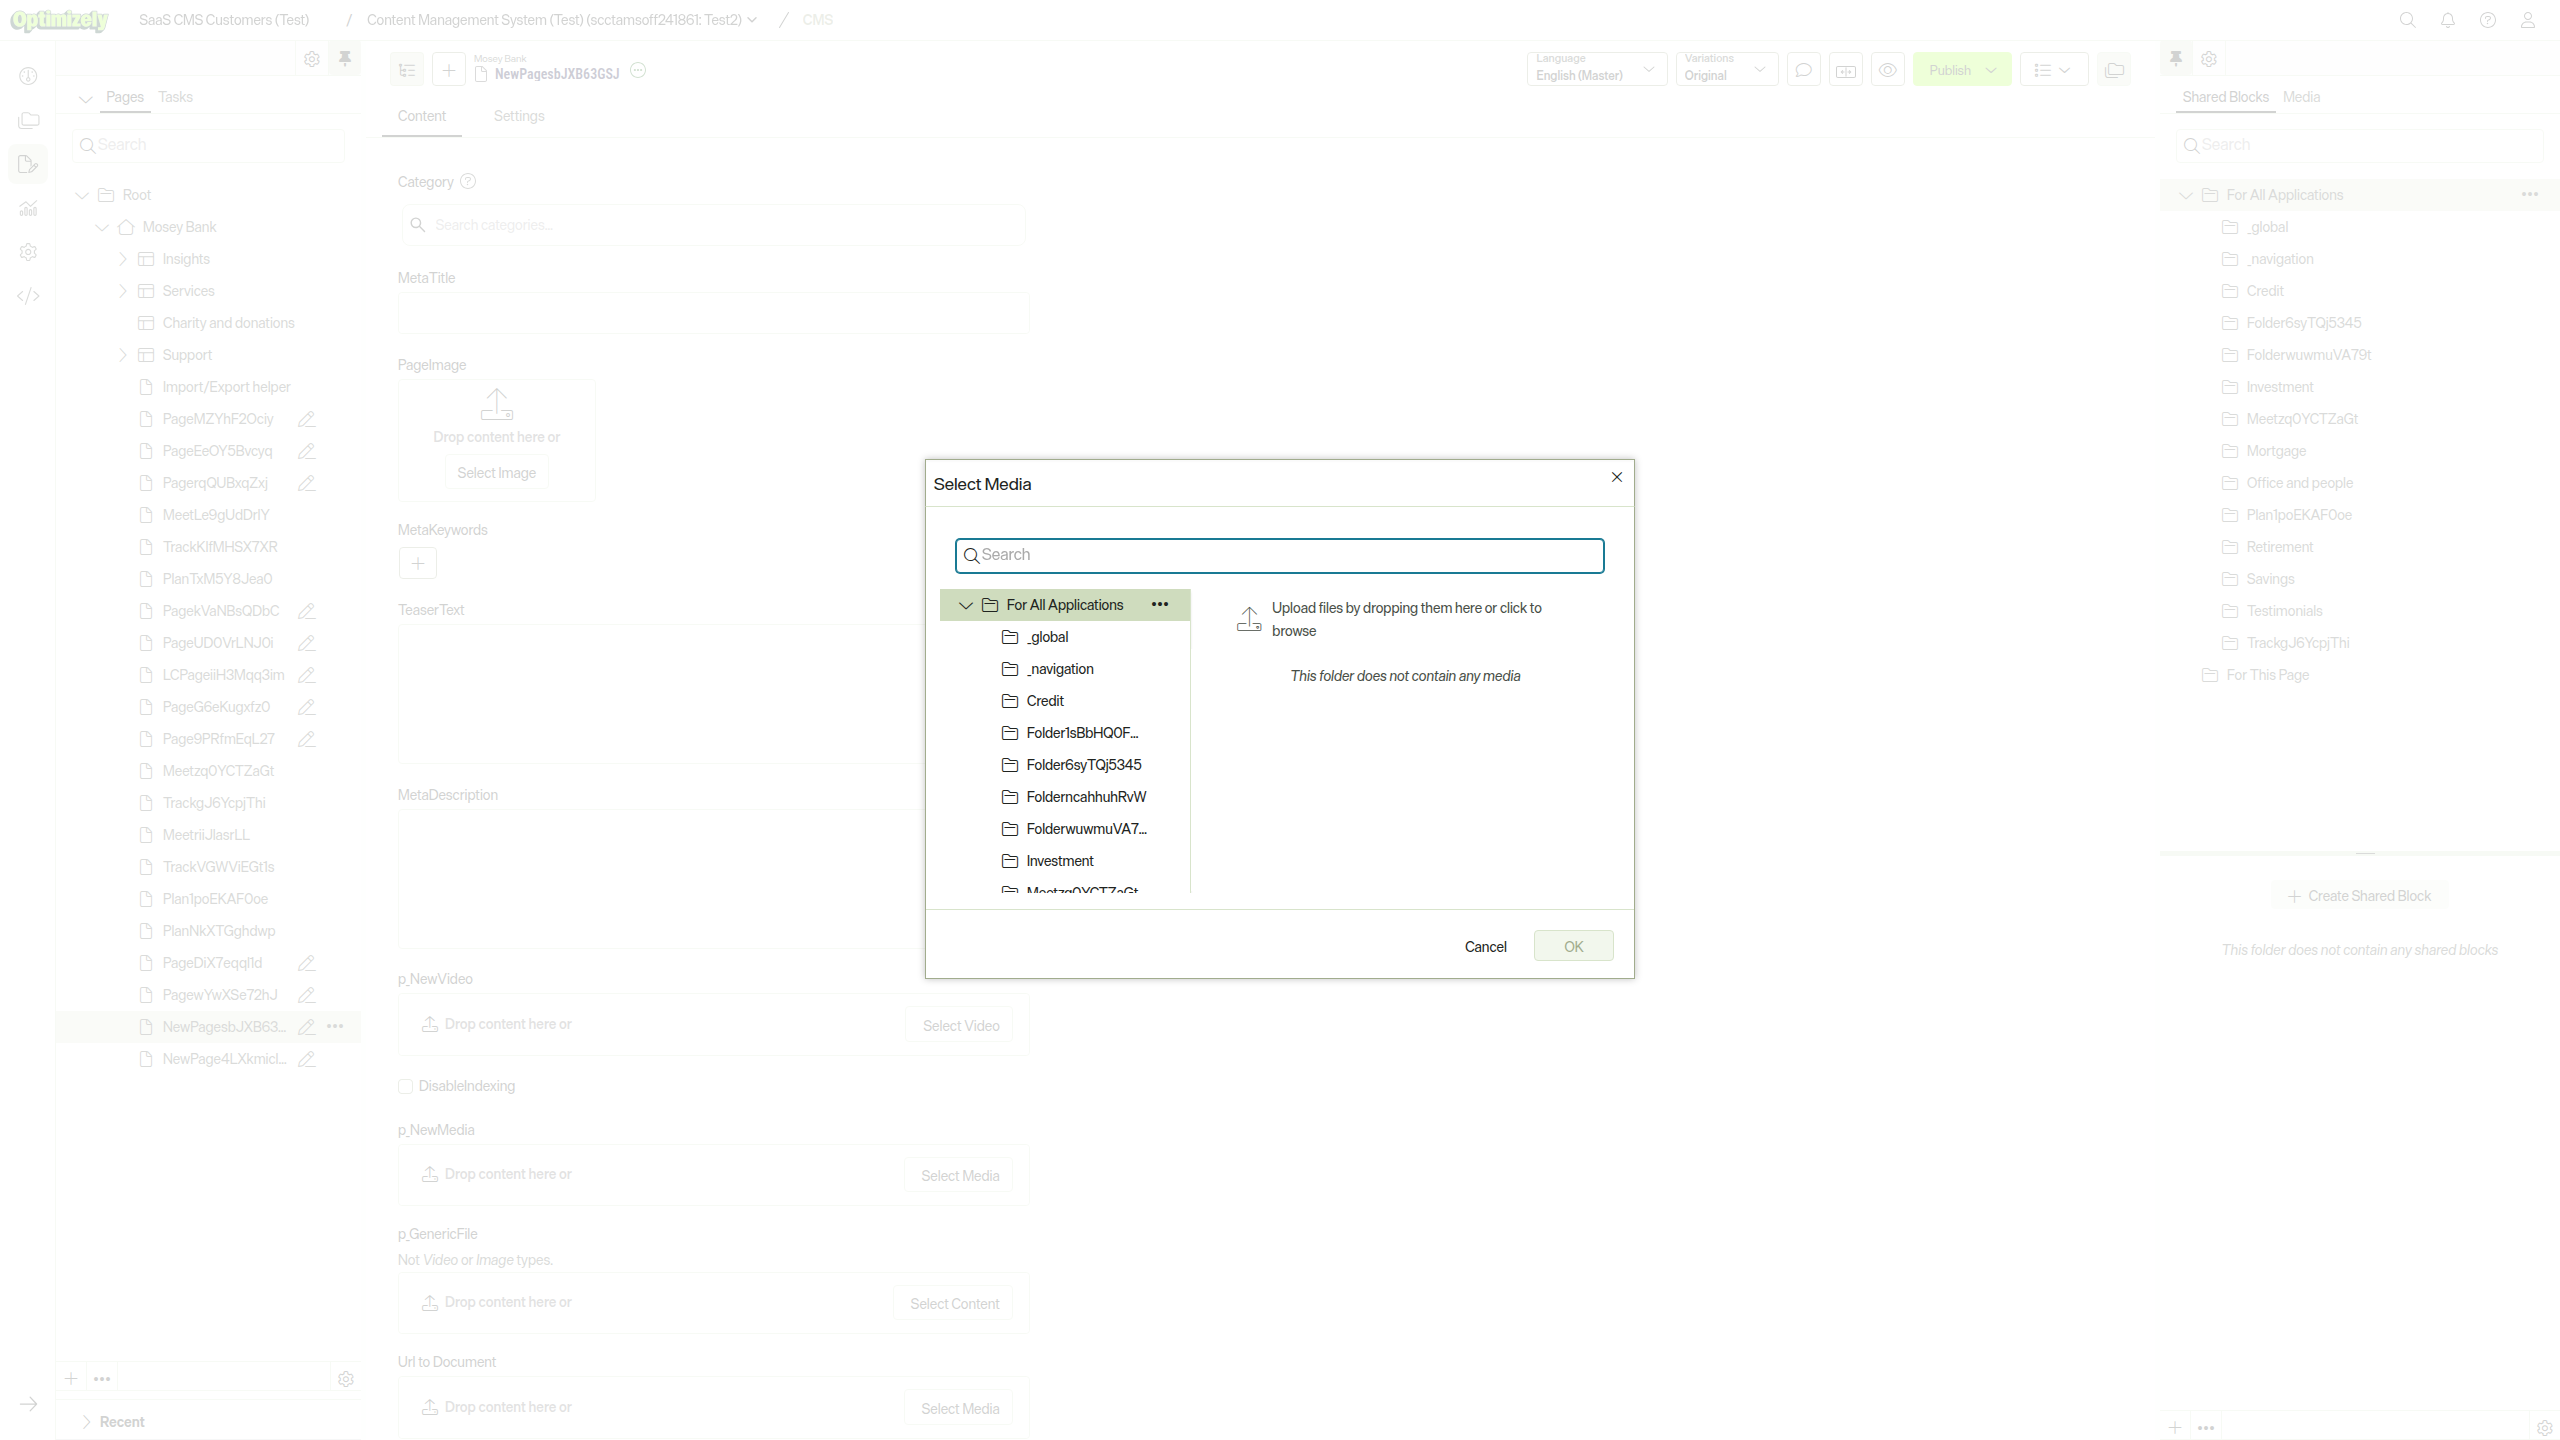 Optimizely
SaaS CMS Customers (Test) / Content Management System (Test) (scctamsoff241861: Test2) / CMS
Pages Tasks
Search
Root
Mosey Bank
Insights
Services
Charity and donations
Support
Import/Export helper
PageMZYhF2Ociy
PageEeOY5Bvcyq
PagerqQUBxqZxj
MeetLe9gUdDrlY
TrackKlfMHSX7XR
PlanTxM5Y8Jea0
PagekVaNBsQDbC
PageUD0VrLNJ0i
LCPageiiH3Mqq3im
PageG6eKugxfz0
Page9PRfmEqL27
Meetzq0YCTZaGt
TrackgJ6YcpjThi
MeetriiJlasrLL
TrackVGWViEGt1s
Plan1poEKAF0oe
PlanNkXTGghdwp
PageDiX7eqql1d
PagewYwXSe72hJ
NewPagesbJXB63...
NewPage4LXkmicl...
Recent
Mosey Bank
NewPagesbJXB63GSJ
Language
English (Master)
Variations
Original
Publish
Content Settings
Category
Search categories...
MetaTitle
PageImage
Drop content here or
Select Image
MetaKeywords
TeaserText
MetaDescription
p_NewVideo
Drop content here or Select Video
DisableIndexing
p_NewMedia
Drop content here or Select Media
p_GenericFile
Not Video or Image types.
Drop content here or Select Content
Url to Document
Drop content here or Select Media
Select Media
Search
For All Applications
_global
_navigation
Credit
Folder1sBbHQ0F...
Folder6syTQj5345
FolderncahhuhRvW
FolderwuwmuVA7...
Investment
Meetzq0YCTZaGt
Upload files by dropping them here or click to
browse
This folder does not contain any media
Cancel OK
Shared Blocks Media
Search
For All Applications
_global
_navigation
Credit
Folder6syTQj5345
FolderwuwmuVA79t
Investment
Meetzq0YCTZaGt
Mortgage
Office and people
Plan1poEKAF0oe
Retirement
Savings
Testimonials
TrackgJ6YcpjThi
For This Page
Create Shared Block
This folder does not contain any shared blocks